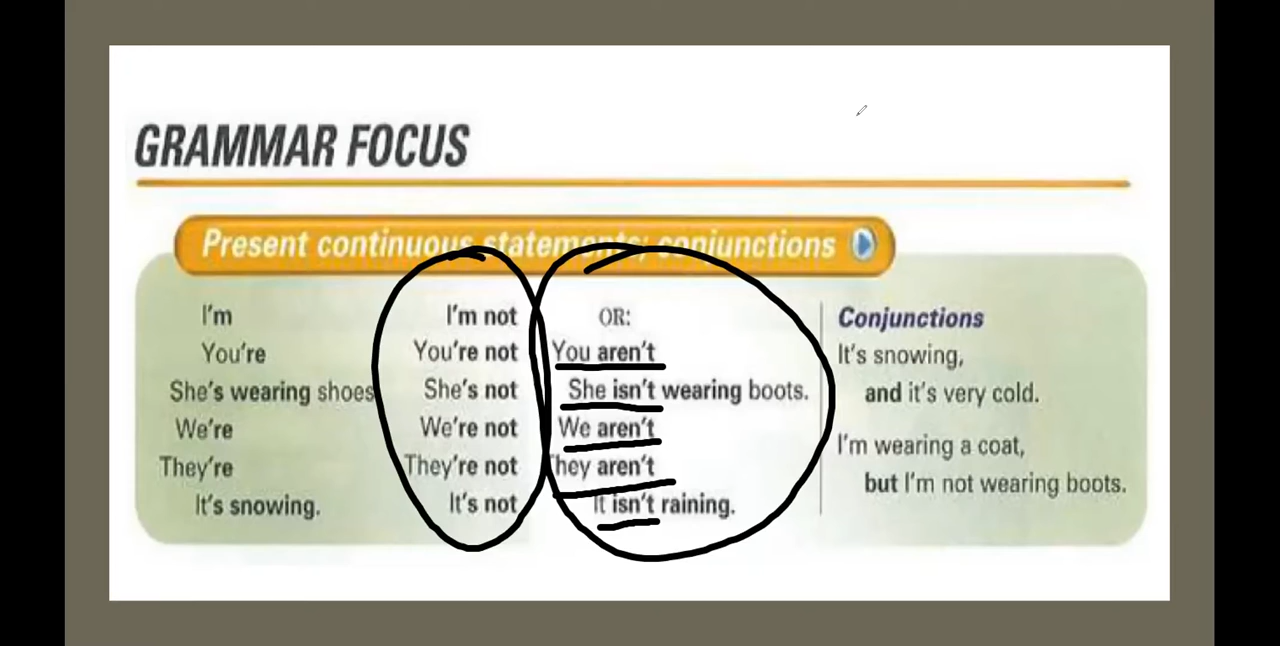 GRAMMAR FOCUS
Present continuous statements; conjunctions
I'm I'm not OR: Conjunctions
You're You're not You aren't It's snowing,
She's wearing shoes She's not She isn't wearing boots. and it's very cold.
We're We're not We aren't I'm wearing a coat,
They're They're not They aren't but I'm not wearing boots.
It's snowing. It's not It isn't raining.